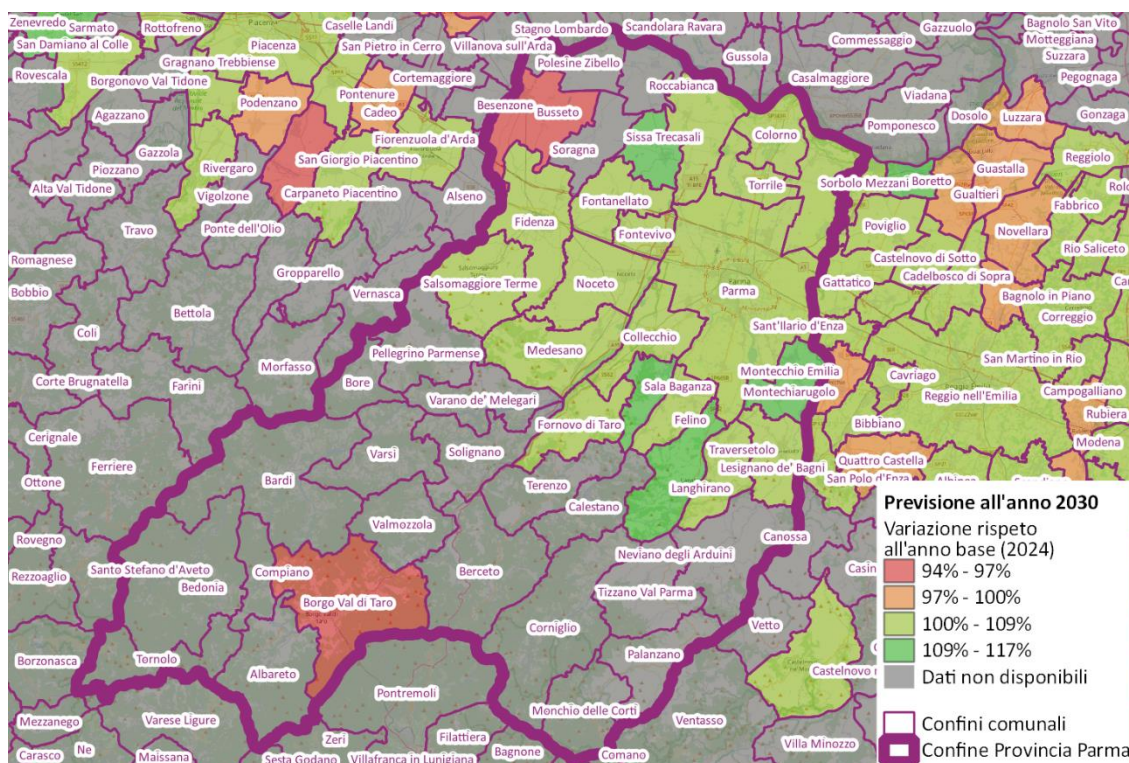 Zenevredo
Sarmato
Rottofreno
Caselle Landi
Stagno Lombardo
Scandolara Ravara
Gazzuolo
Bagnolo San Vito
San Damiano al Colle
Piacenza
San Pietro in Cerro
Villanova sull'Arda
Gussola
Commessaggio
Motteggiana
Suzzara
Gragnano Trebbiense
Polesine Zibello
Rovescala
Borgonovo Val Tidone
Cortemaggiore
Roccabianca
Casalmaggiore
Pegognaga
Pontenure
Viadana
Podenzano
Cadeo
Besenzone
Busseto
Dosolo
Luzzara
Gonzaga
Agazzano
Pomponesco
Fiorenzuola d'Arda
Sissa Trecasali
Colorno
Gazzola
San Giorgio Piacentino
Soragna
Reggiolo
Piozzano
Rivergaro
Guastalla
Alta Val Tidone
Vigolzone
Carpaneto Piacentino
Alseno
Torrile
Sorbolo Mezzani
Boretto
Gualtieri
Rolo
Fontanellato
Fabbrico
Travo
Ponte dell'Olio
Fidenza
Fontevivo
Poviglio
Novellara
Romagnese
Rio Saliceto
Gropparello
Castelnovo di Sotto
Bobbio
Salsomaggiore Terme
Noceto
Parma
Gattatico
Cadelbosco di Sopra
Vernasca
Bagnolo in Piano
Bettola
Correggio
Coli
Collecchio
Sant'Ilario d'Enza
Medesano
Pellegrino Parmense
San Martino in Rio
Morfasso
Corte Brugnatella
Farini
Bore
Sala Baganza
Montecchio Emilia
Cavriago
Campogalliano
Varano de' Melegari
Montechiarugolo
Reggio nell'Emilia
Rubiera
Felino
Cerignale
Fornovo di Taro
Bibbiano
Modena
Varsi
Solignano
Traversetolo
Ferriere
Quattro Castella
Ottone
Bardi
Terenzo
Lesignano de' Bagni
San Polo d'Enza
Langhirano
Calestano
Valmozzola
Rovegno
Canossa
Neviano degli Arduini
Santo Stefano d'Aveto
Compiano
Berceto
Rezzoaglio
Bedonia
Tizzano Val Parma
Borgo Val di Taro
Vetto
Corniglio
Borzonasca
Tornolo
Palanzano
Albareto
Pontremoli
Mezzanego
Varese Ligure
Monchio delle Corti
Ventasso
Zeri
Filattiera
Villa Minozzo
Carasco
Ne
Maissana
Sesta Godano
Villafranca in Lunigiana
Bagnone
Comano
Previsione all'anno 2030
Variazione rispeto
all'anno base (2024)
94% - 97%
97% - 100%
100% - 109%
109% - 117%
Dati non disponibili
Confini comunali
Confine Provincia Parma